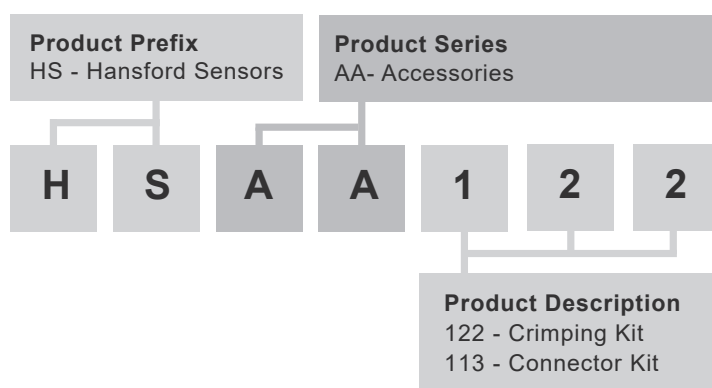 Product Prefix
HS - Hansford Sensors
Product Series
AA- Accessories
H S A A 1 2 2
Product Description
122 - Crimping Kit
113 - Connector Kit